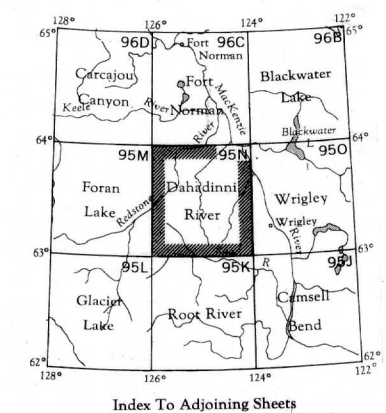 128° 126° 124° 122°
65° 65°
96D 96C 96B
Fort Norman
Carcajou Canyon
Fort Norman
Blackwater Lake
MacKenzie River
Keele River
Blackwater L
64° 64°
95M 95N 95O
Foran Lake
Dahadinni River
Redstone
Wrigley
Wrigley
River
63° 63°
R
95L 95K 95J
Glacier Lake
Root River
Camsell Bend
62° 62°
128° 126° 124° 122°
Index To Adjoining Sheets